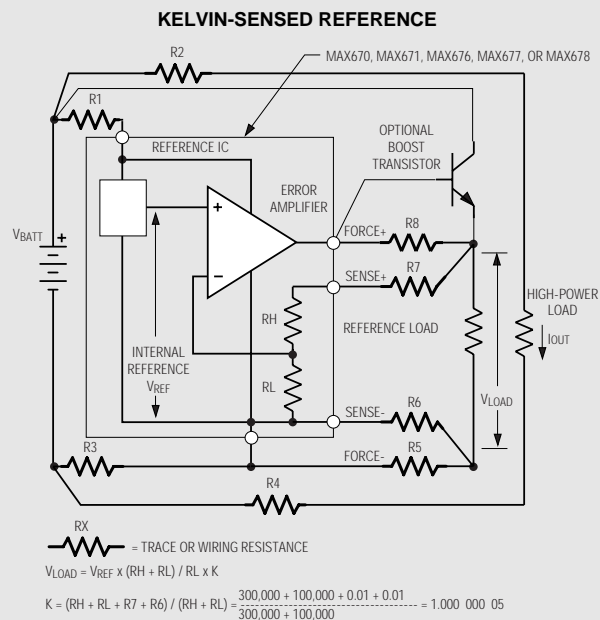 KELVIN-SENSED REFERENCE
R2
MAX670, MAX671, MAX676, MAX677, OR MAX678
R1
REFERENCE IC
OPTIONAL
BOOST
TRANSISTOR
ERROR
AMPLIFIER
+
VBATT
+
FORCE+
R8
SENSE+
R7
−
HIGH-POWER
LOAD
RH
REFERENCE LOAD
IOUT
INTERNAL
REFERENCE
VREF
RL
VLOAD
SENSE-
R6
R3
FORCE-
R5
R4
RX
= TRACE OR WIRING RESISTANCE
VLOAD = VREF x (RH + RL) / RL x K
K = (RH + RL + R7 + R6) / (RH + RL) = 300,000 + 100,000 + 0.01 + 0.01 / 300,000 + 100,000 = 1.000 000 05